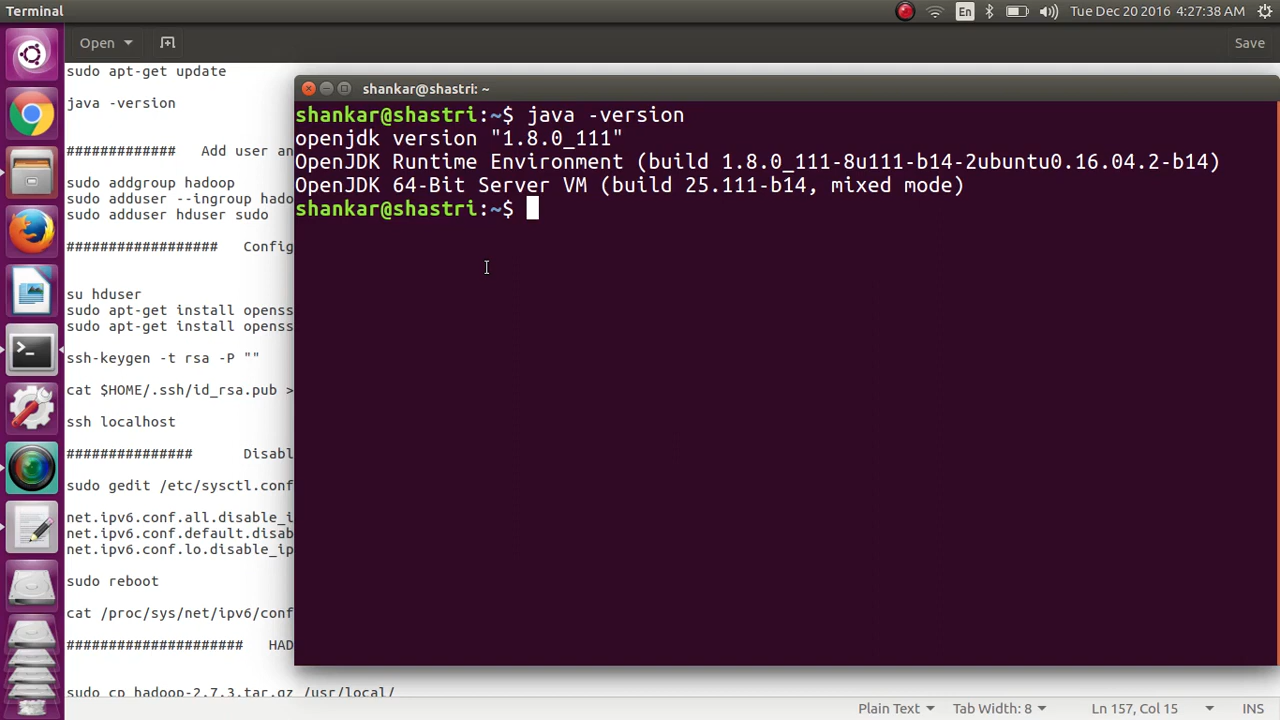 Terminal
En
Tue Dec 20 2016 4:27:38 AM
Open
Save
sudo apt-get update
java -version
############# Add user an
sudo addgroup hadoop
sudo adduser --ingroup hado
sudo adduser hduser sudo
################## Config
su hduser
sudo apt-get install openss
sudo apt-get install openss
ssh-keygen -t rsa -P ""
cat $HOME/.ssh/id_rsa.pub >
ssh localhost
############### Disabl
sudo gedit /etc/sysctl.conf
net.ipv6.conf.all.disable_i
net.ipv6.conf.default.disab
net.ipv6.conf.lo.disable_ip
sudo reboot
cat /proc/sys/net/ipv6/conf
##################### HAD
sudo cp hadoop-2.7.3.tar.gz /usr/local/
shankar@shastri: ~
shankar@shastri:~$ java -version
openjdk version "1.8.0_111"
OpenJDK Runtime Environment (build 1.8.0_111-8u111-b14-2ubuntu0.16.04.2-b14)
OpenJDK 64-Bit Server VM (build 25.111-b14, mixed mode)
shankar@shastri:~$
Plain Text
Tab Width: 8
Ln 157, Col 15
INS